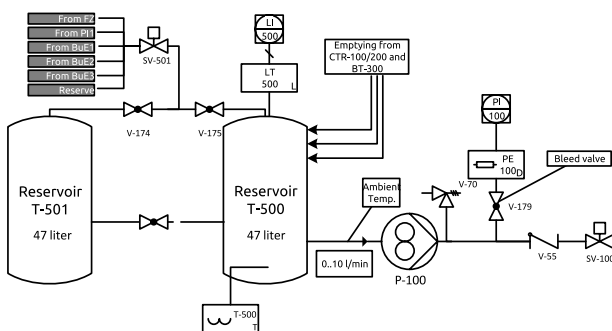 From FZ
From PI1
From BuE1
From BuE2
From BuE3
Reserve
SV-501
LI
500
LT
500
L
Emptying from
CTR-100/200 and
BT-300
PI
100
PE
100
D
Bleed valve
V-174
V-175
V-70
V-179
Ambient
Temp.
Reservoir
T-501
47 liter
Reservoir
T-500
47 liter
0..10 l/min
P-100
V-55
SV-100
T-500
T